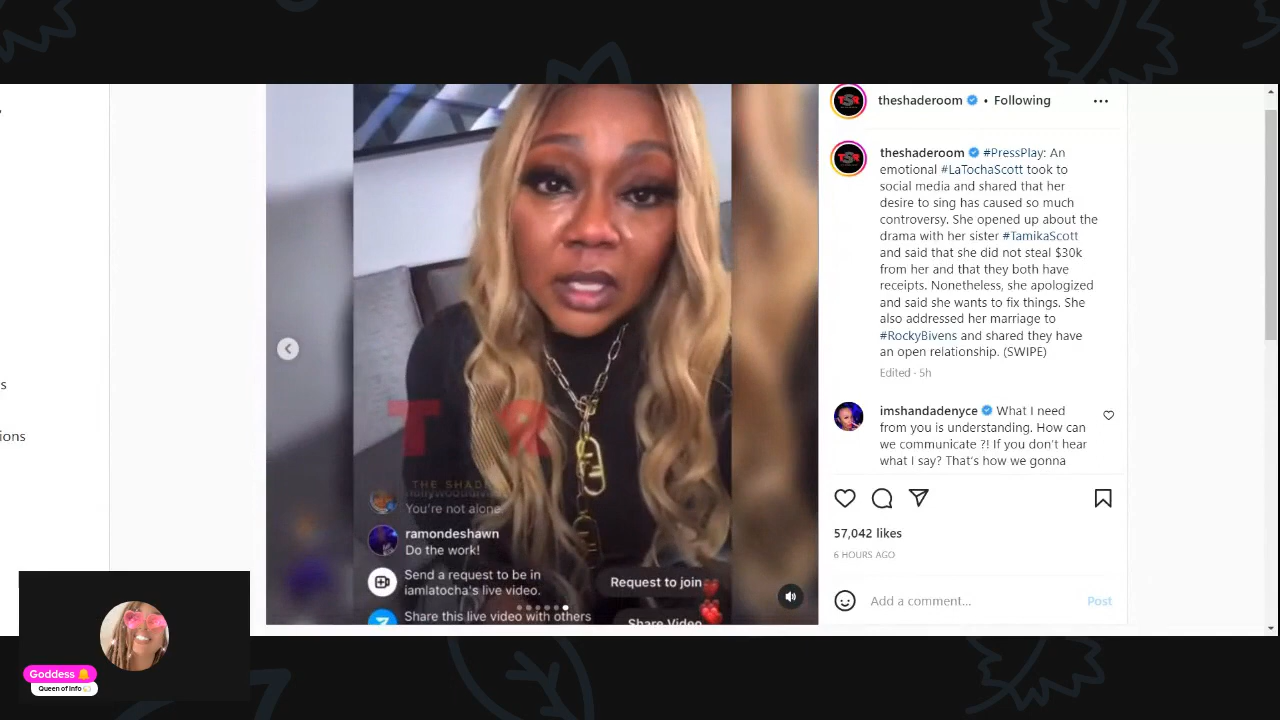 s
ions
T R
THE SHAD
You're not alone
ramondeshawn
Do the work!
Send a request to be in
iamlatocha's live video.
Request to join
Share this live video with others
Share Video
theshaderoom • Following
theshaderoom #PressPlay: An
emotional #LaTochaScott took to
social media and shared that her
desire to sing has caused so much
controversy. She opened up about the
drama with her sister #TamikaScott
and said that she did not steal $30k
from her and that they both have
receipts. Nonetheless, she apologized
and said she wants to fix things. She
also addressed her marriage to
#RockyBivens and shared they have
an open relationship. (SWIPE)
Edited · 5h
imshandadenyce What I need
from you is understanding. How can
we communicate ?! If you don't hear
what I say? That's how we gonna
57,042 likes
6 HOURS AGO
Add a comment...
Post
TSR
TSR
Goddess
Queen of Info